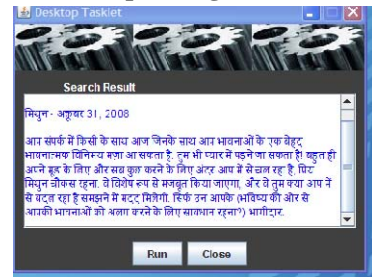 Desktop Tasklet
Search Result
मिथुन - अक्तूबर 31, 2008
आप संपर्क में किसी के साथ आज जिनके साथ आप भावनाओं के एक बेहद
भावनात्मक विनिमय मज़ा आ सकता है. तुम भी प्यार में पड़ने जा सकता है! बहुत ही
अपने मूड के लिए और सब कुछ करने के लिए अंदर आप में से चल रहा है, फिर
मिथुन चौकस रहना. वे विशेष रूप से मजबूत किया जाएगा, और वे तुम क्या आप में
से बदल रहा है समझने में मदद मिलेगी. सिर्फ उन आपके (भविष्य की ओर से
आपकी भावनाओं को अलग करने के लिए सावधान रहना?) भागीदार.
Run Close